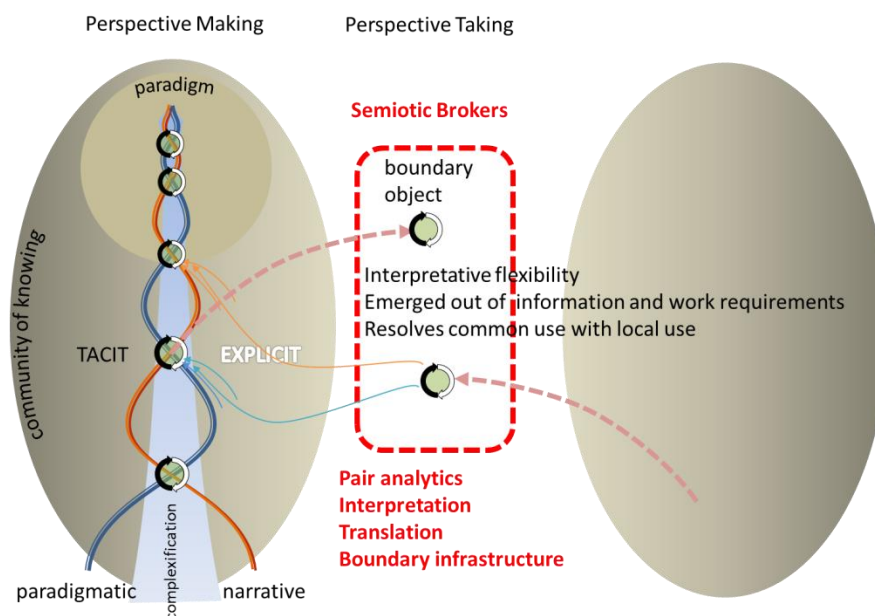 Perspective Making
Perspective Taking
paradigm
Semiotic Brokers
boundary
object
community of knowing
Interpretative flexibility
Emerged out of information and work requirements
Resolves common use with local use
TACIT
EXPLICIT
Pair analytics
Interpretation
Translation
Boundary infrastructure
paradigmatic
complexification
narrative